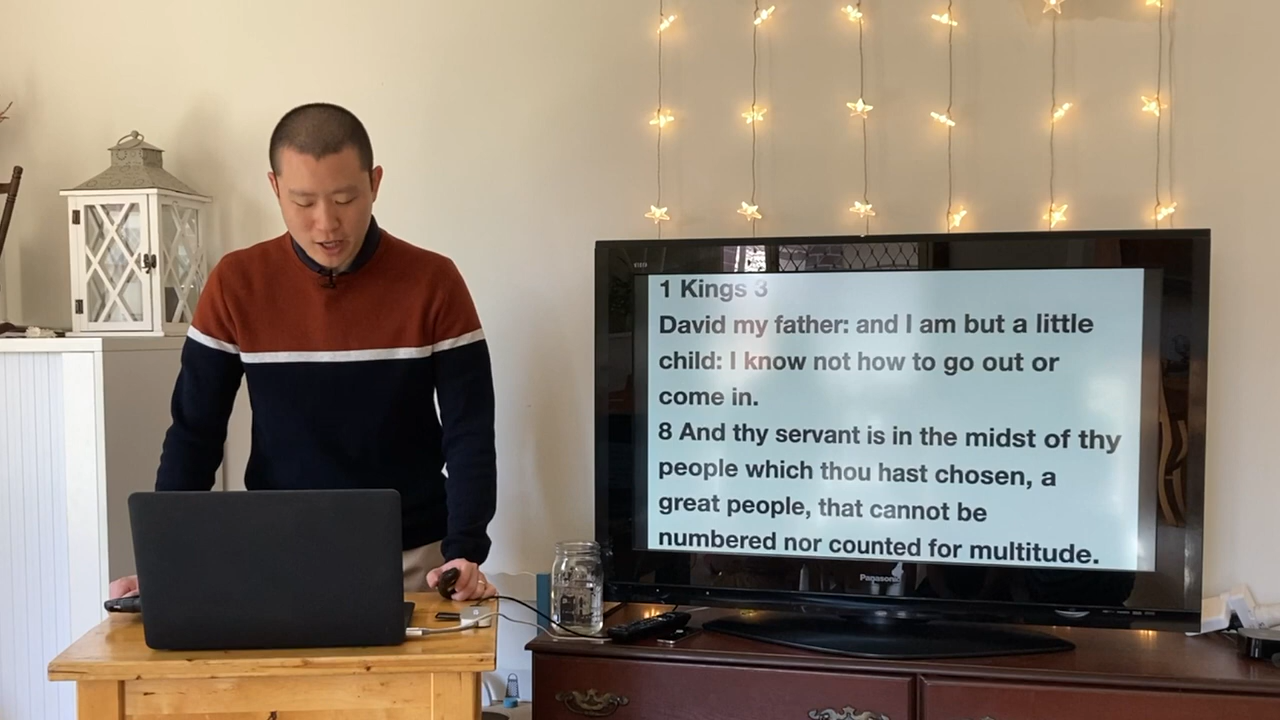 1 Kings 3
David my father: and I am but a little
child: I know not how to go out or
come in.
8 And thy servant is in the midst of thy
people which thou hast chosen, a
great people, that cannot be
numbered nor counted for multitude.
Panasonic